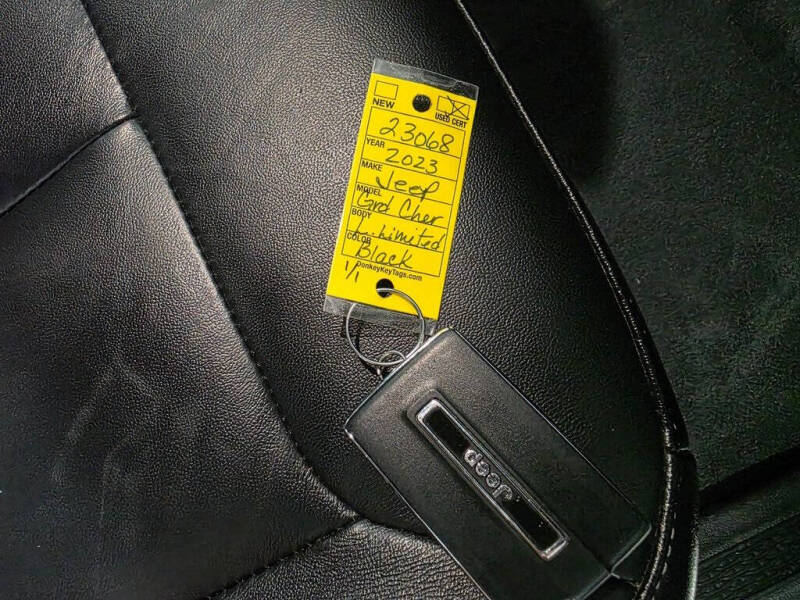 NEW
USED CERT
23068
YEAR 2023
MAKE Jeep
MODEL Grd Cher
BODY L. Limited
COLOR Black
DonkeyKeyTags.com
1/1
Jeep